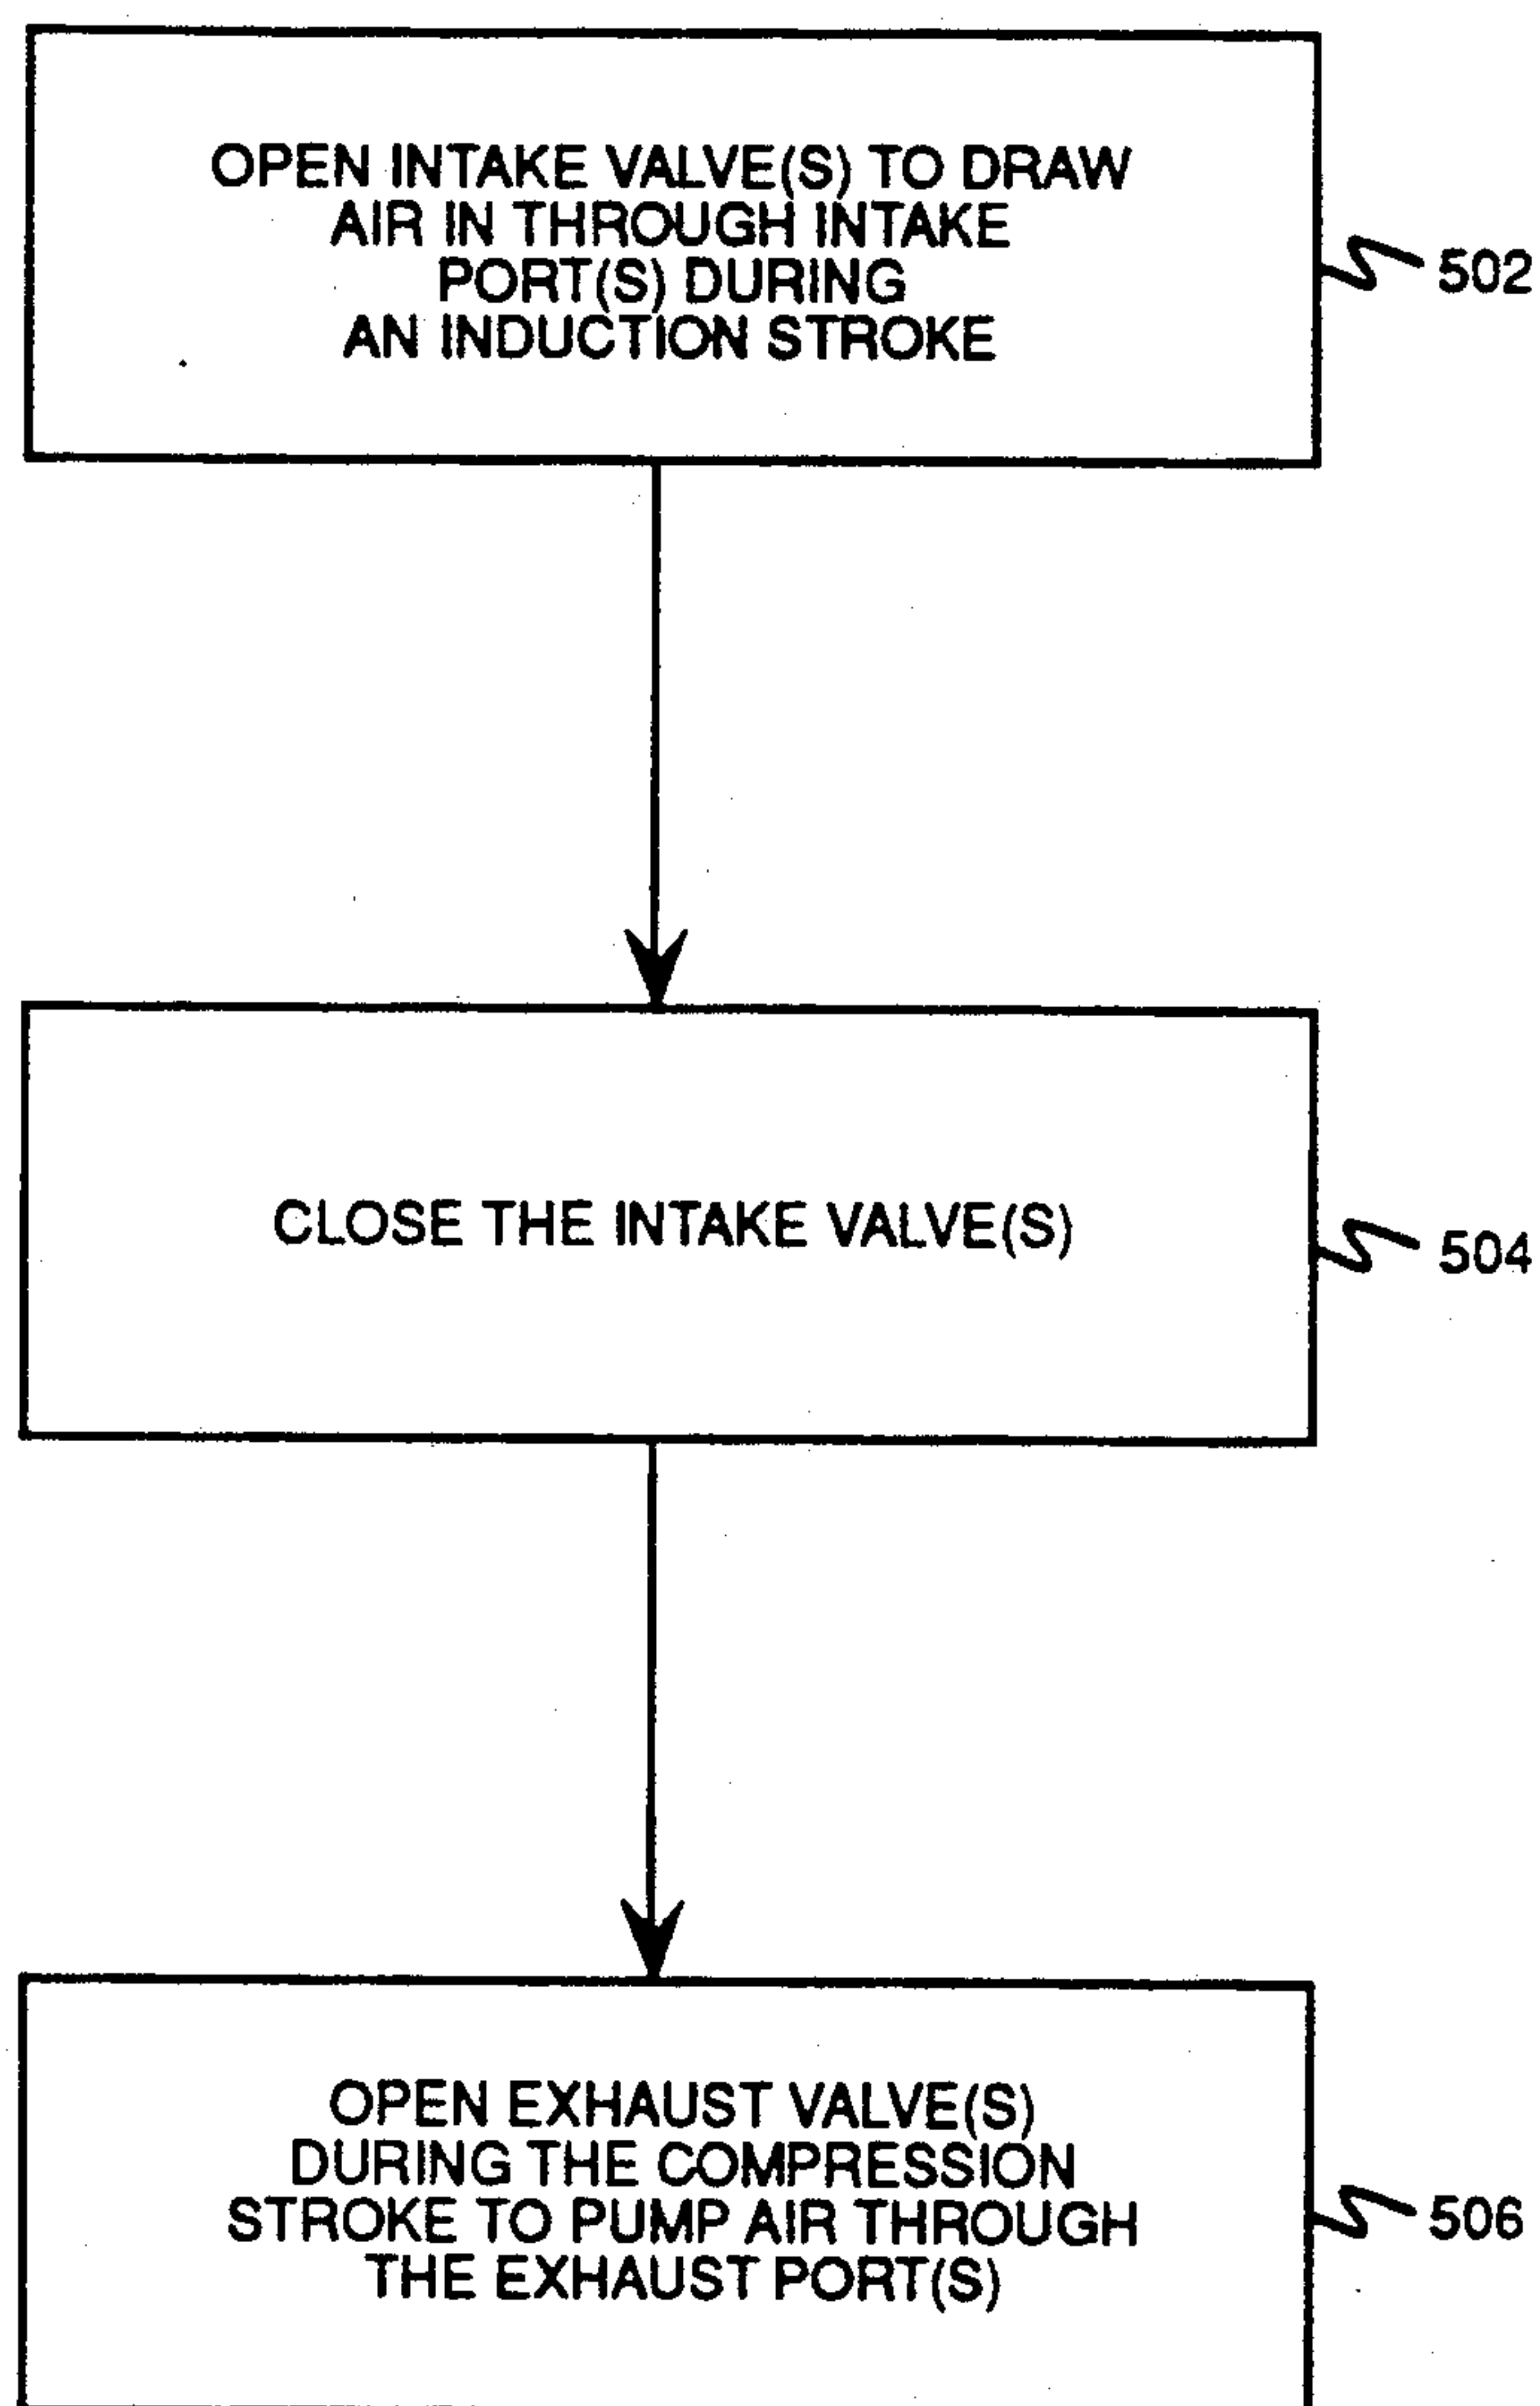 OPEN INTAKE VALVE(S) TO DRAW
AIR IN THROUGH INTAKE
PORT(S) DURING
AN INDUCTION STROKE
502
CLOSE THE INTAKE VALVE(S)
504
OPEN EXHAUST VALVE(S)
DURING THE COMPRESSION
STROKE TO PUMP AIR THROUGH
THE EXHAUST PORT(S)
506